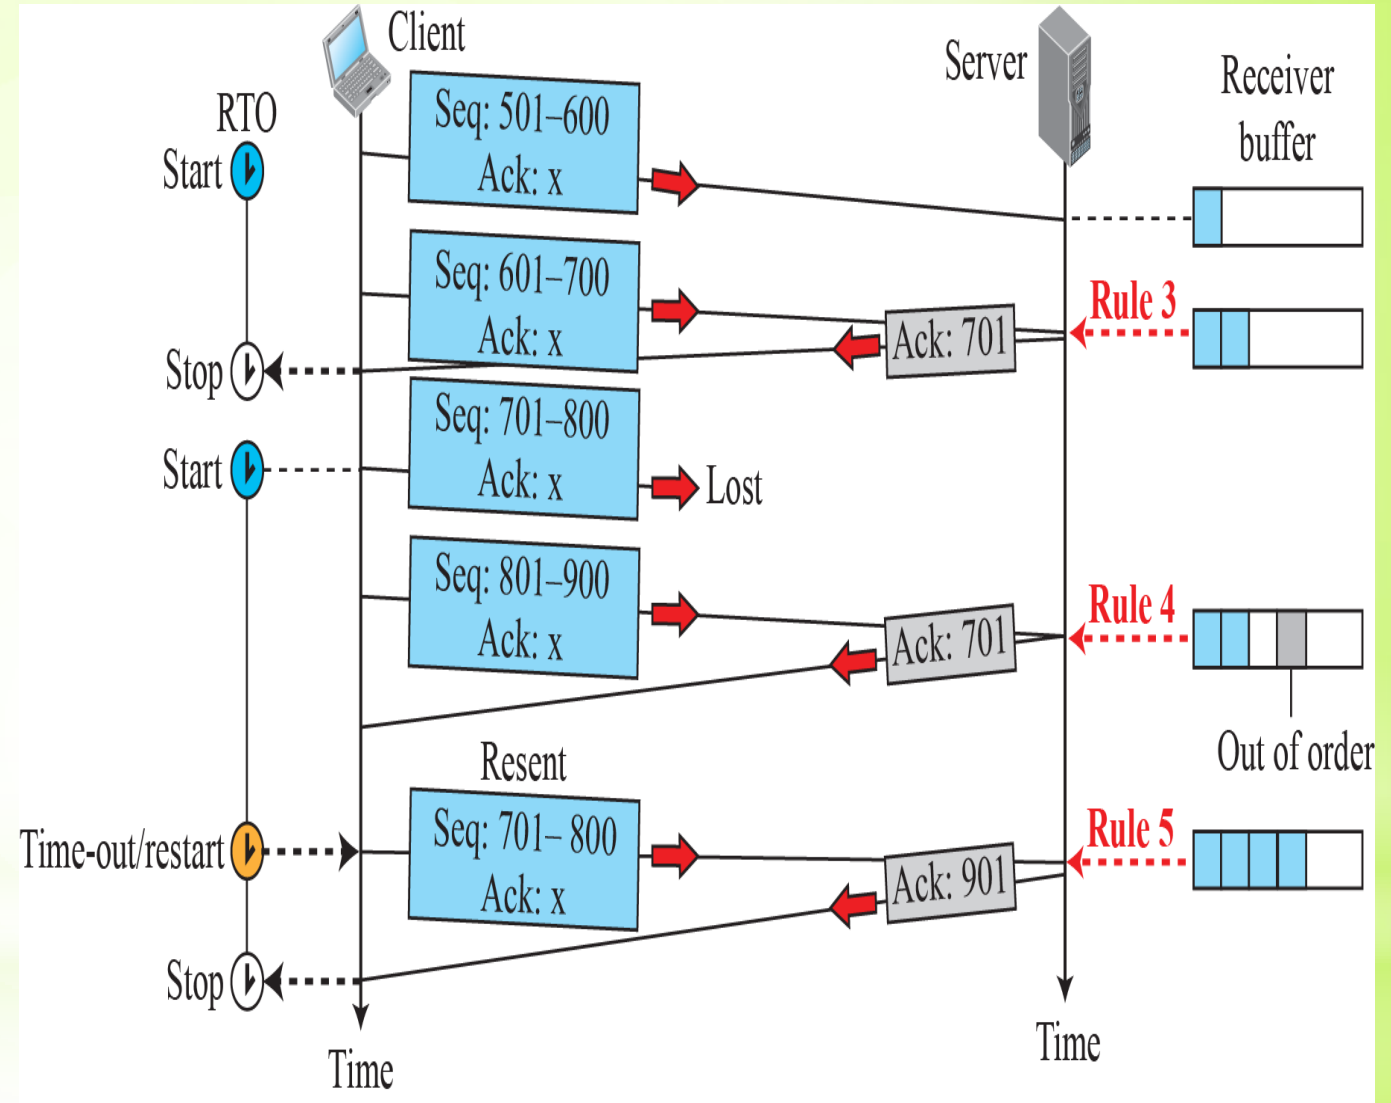 Client
Server
Receiver
buffer
RTO
Start
Seq: 501–600
Ack: x
Seq: 601–700
Ack: x
Rule 3
Ack: 701
Stop
Seq: 701–800
Ack: x
Start
Lost
Seq: 801–900
Ack: x
Rule 4
Ack: 701
Out of order
Resent
Seq: 701– 800
Ack: x
Time-out/restart
Rule 5
Ack: 901
Stop
Time
Time